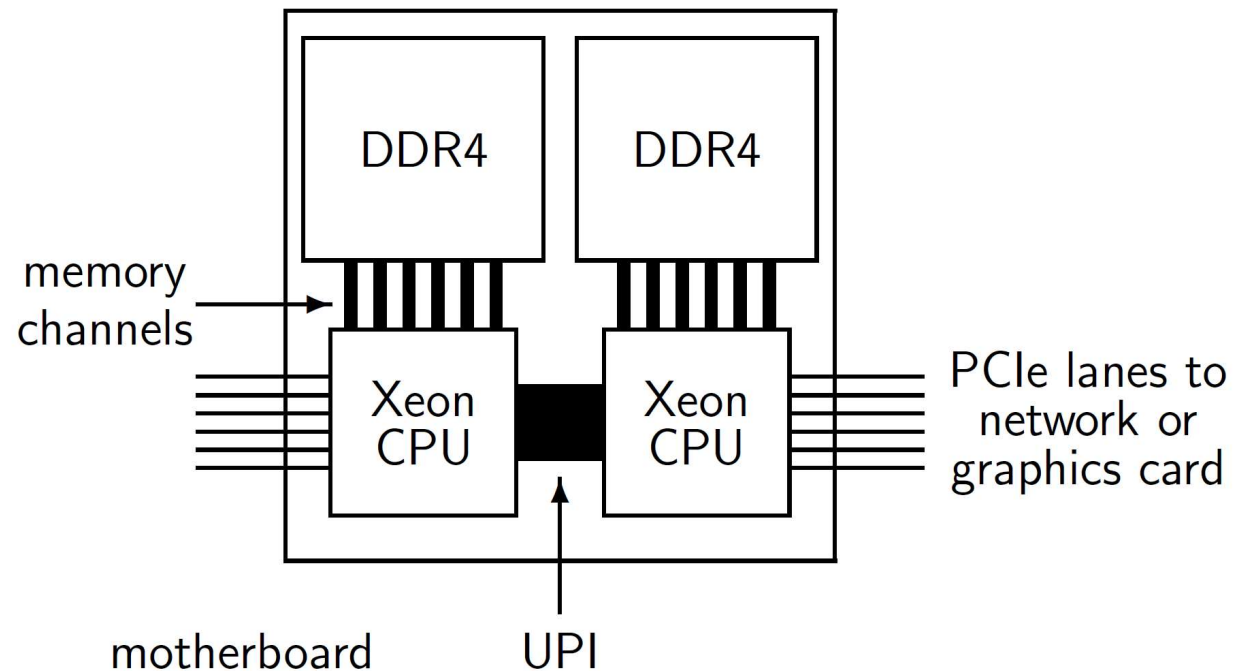 DDR4
DDR4
memory
channels
Xeon
CPU
Xeon
CPU
PCIe lanes to
network or
graphics card
motherboard
UPI